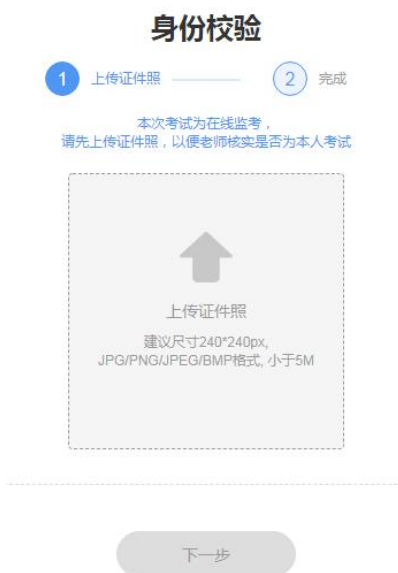 身份校验
1 上传证件照 2 完成
本次考试为在线监考，
请先上传证件照，以便老师核实是否为本人考试
上传证件照
建议尺寸240*240px,
JPG/PNG/JPEG/BMP格式, 小于5M
下一步